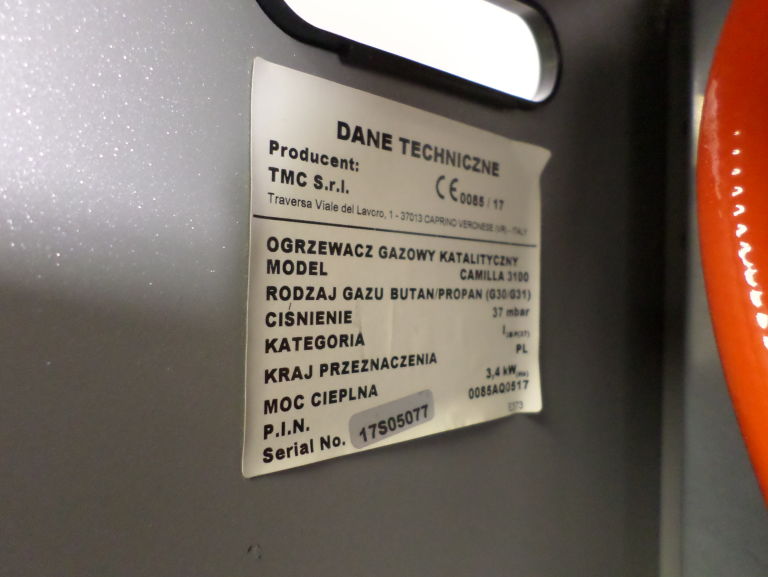 DANE TECHNICZNE
Producent:
TMC S.r.l.
CE 0085 / 17
Traversa Viale del Lavoro, 1 - 37013 CAPRINO VERONESE (VR) - ITALY
OGRZEWACZ GAZOWY KATALITYCZNY
MODEL CAMILLA 3100
RODZAJ GAZU BUTAN/PROPAN (G30/G31)
CIŚNIENIE 37 mbar
KATEGORIA
KRAJ PRZEZNACZENIA PL
MOC CIEPLNA 3,4 kW
P.I.N. 0085AQ0517
Serial No. 17S05077